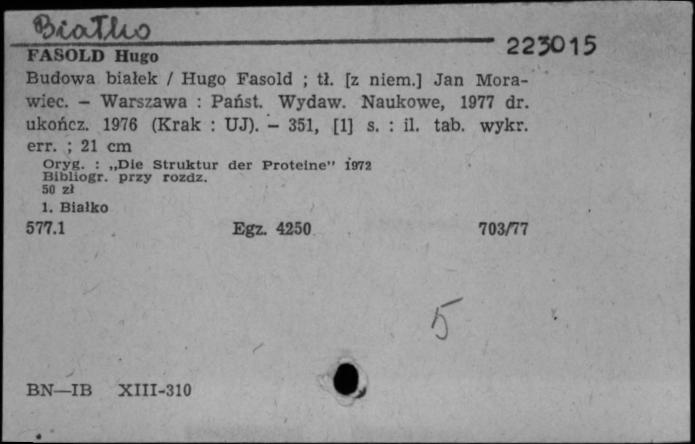 Białko
223015
FASOLD Hugo
Budowa białek / Hugo Fasold ; tł. [z niem.] Jan Mora-
wiec. — Warszawa : Państ. Wydaw. Naukowe, 1977 dr.
ukończ. 1976 (Krak : UJ). — 351, [1] s. : il. tab. wykr.
err. ; 21 cm
Oryg. : „Die Struktur der Proteine" 1972
Bibliogr. przy rozdz.
50 zł
1. Białko
577.1 Egz. 4250 703/77
5
BN—IB XIII-310